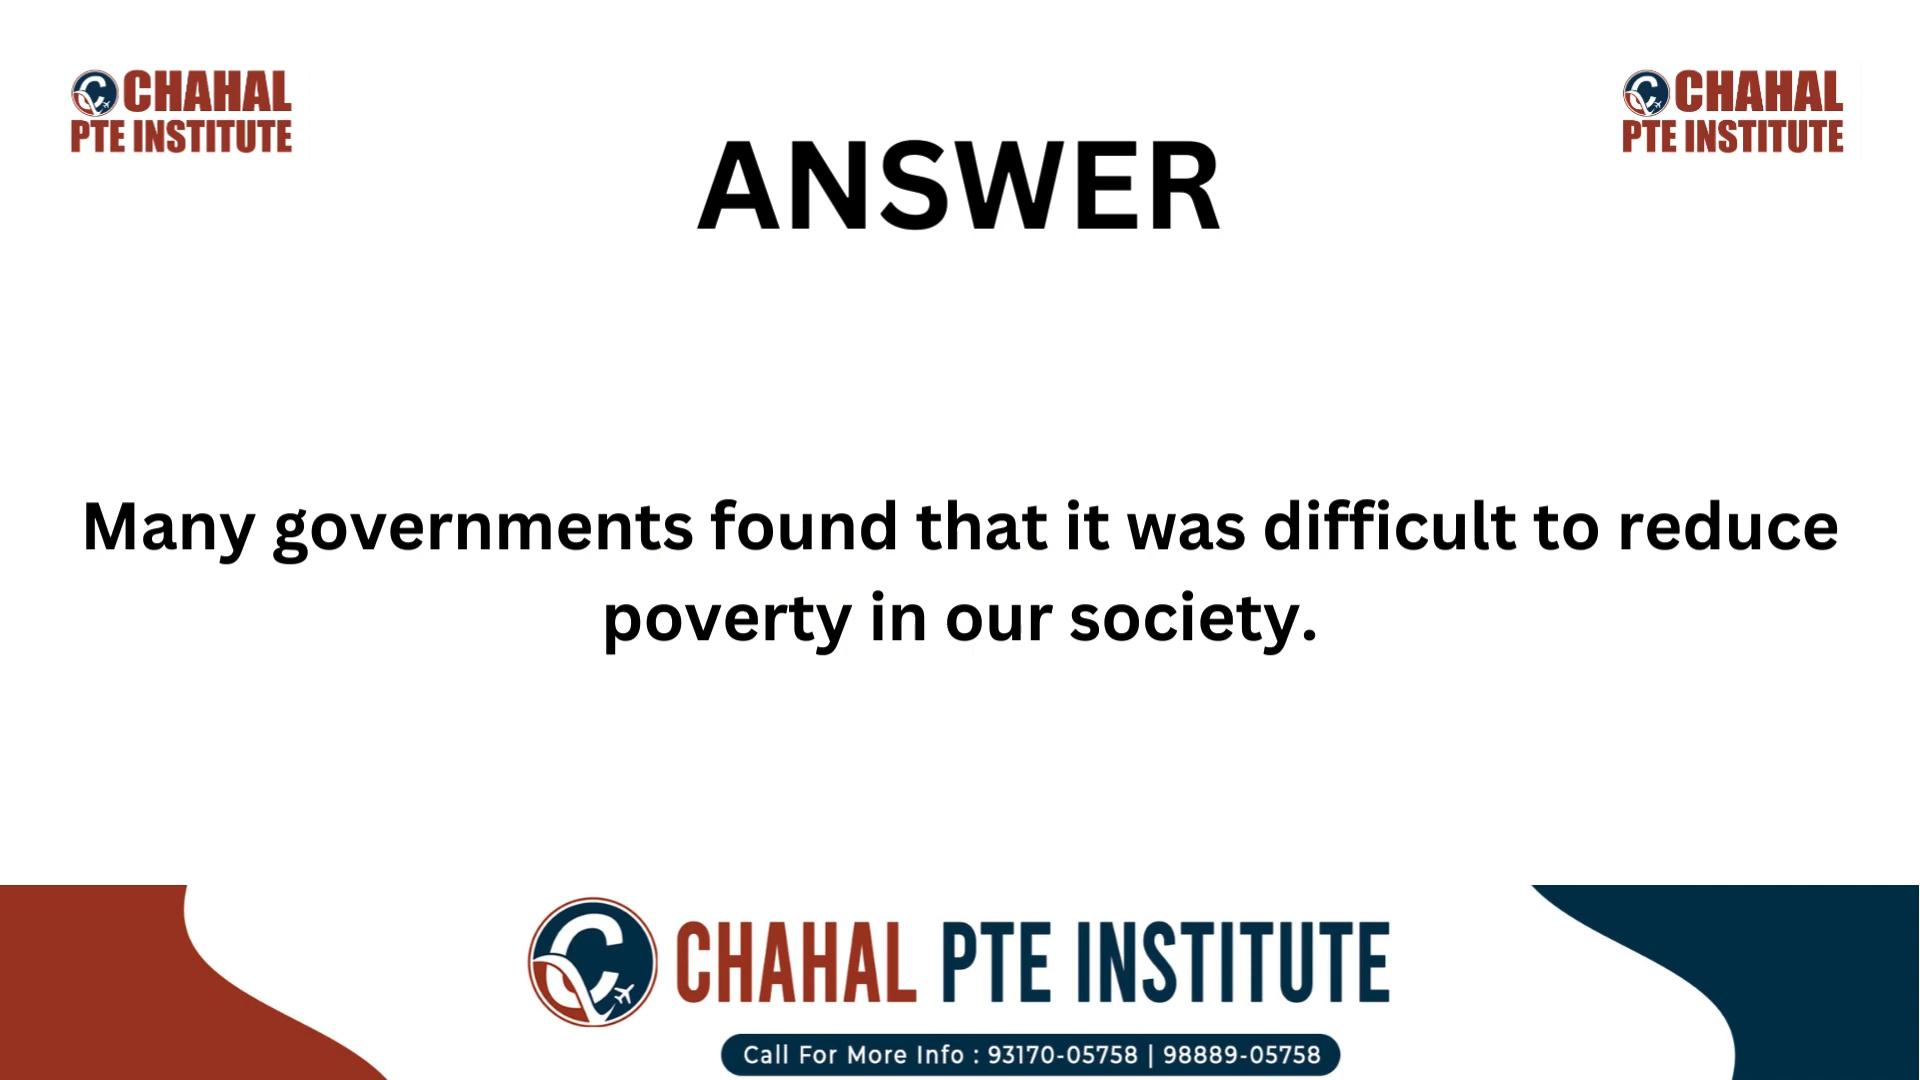 CHAHAL
PTE INSTITUTE
CHAHAL
PTE INSTITUTE
ANSWER
Many governments found that it was difficult to reduce
poverty in our society.
CHAHAL PTE INSTITUTE
Call For More Info : 93170-05758 | 98889-05758